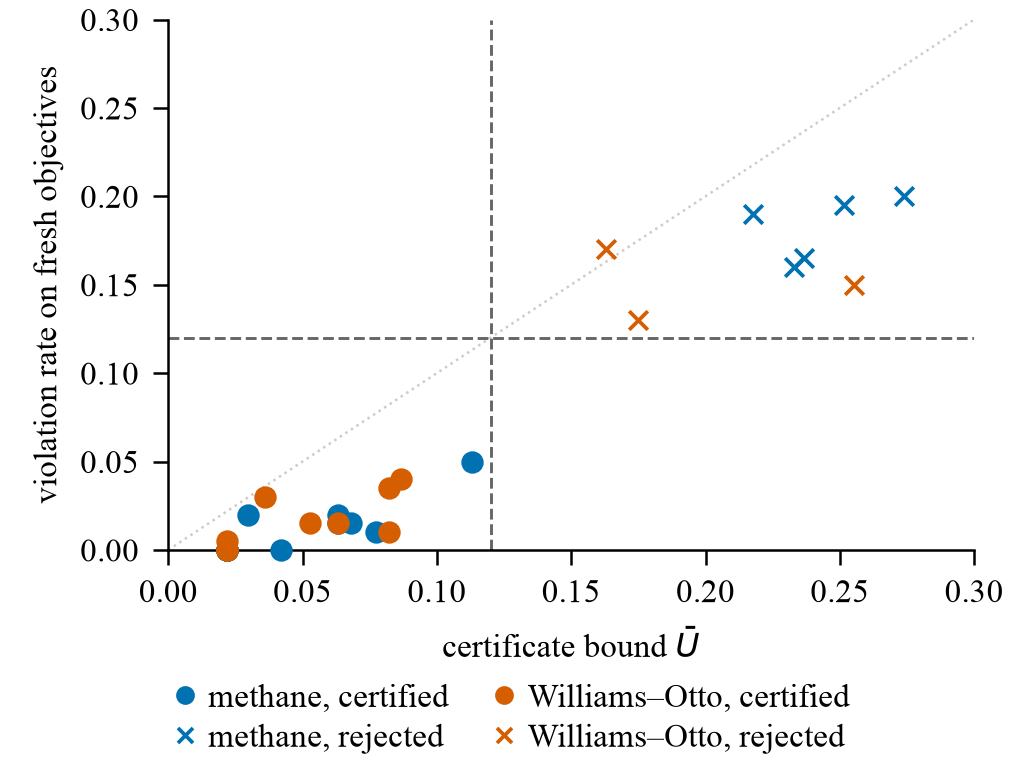 0.30
0.25
0.20
0.15
0.10
0.05
0.00
violation rate on fresh objectives
0.00 0.05 0.10 0.15 0.20 0.25 0.30
certificate bound Ū
methane, certified Williams–Otto, certified
methane, rejected Williams–Otto, rejected